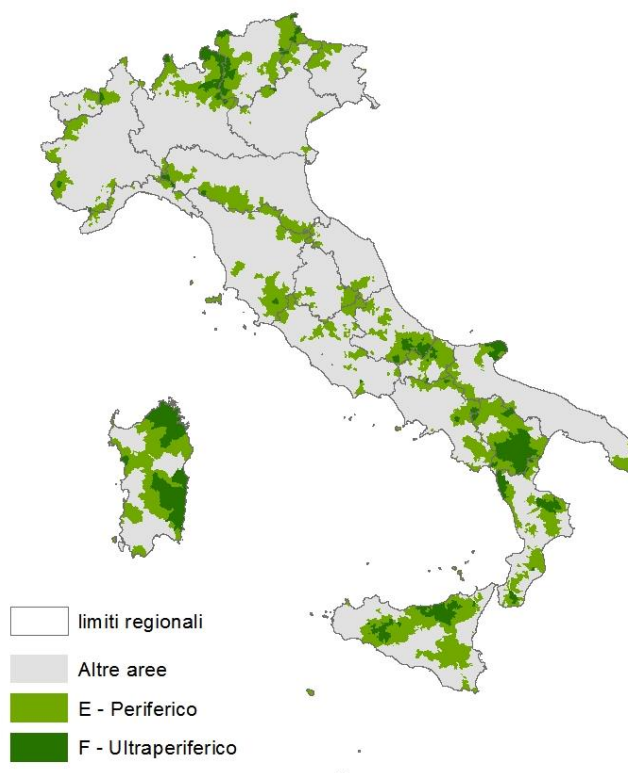 limiti regionali
Altre aree
E - Periferico
F - Ultraperiferico